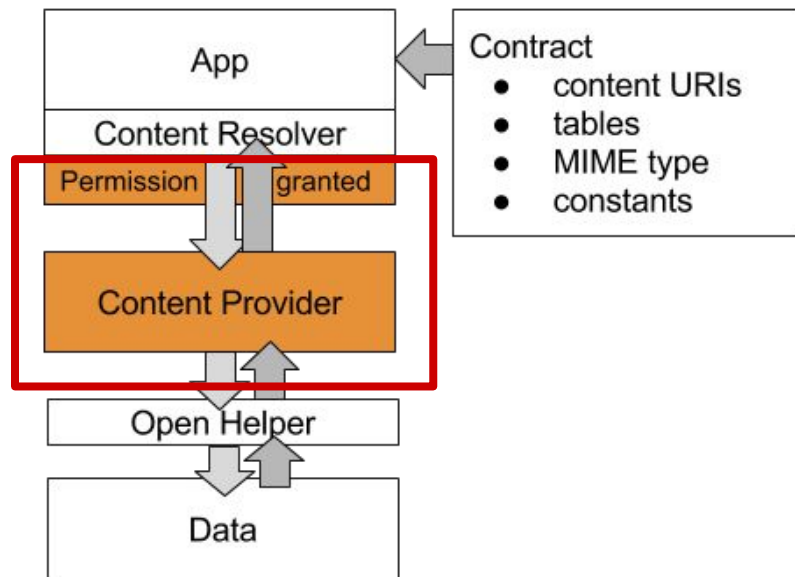 App
Content Resolver
Permission granted
Content Provider
Open Helper
Data
Contract
● content URIs
● tables
● MIME type
● constants